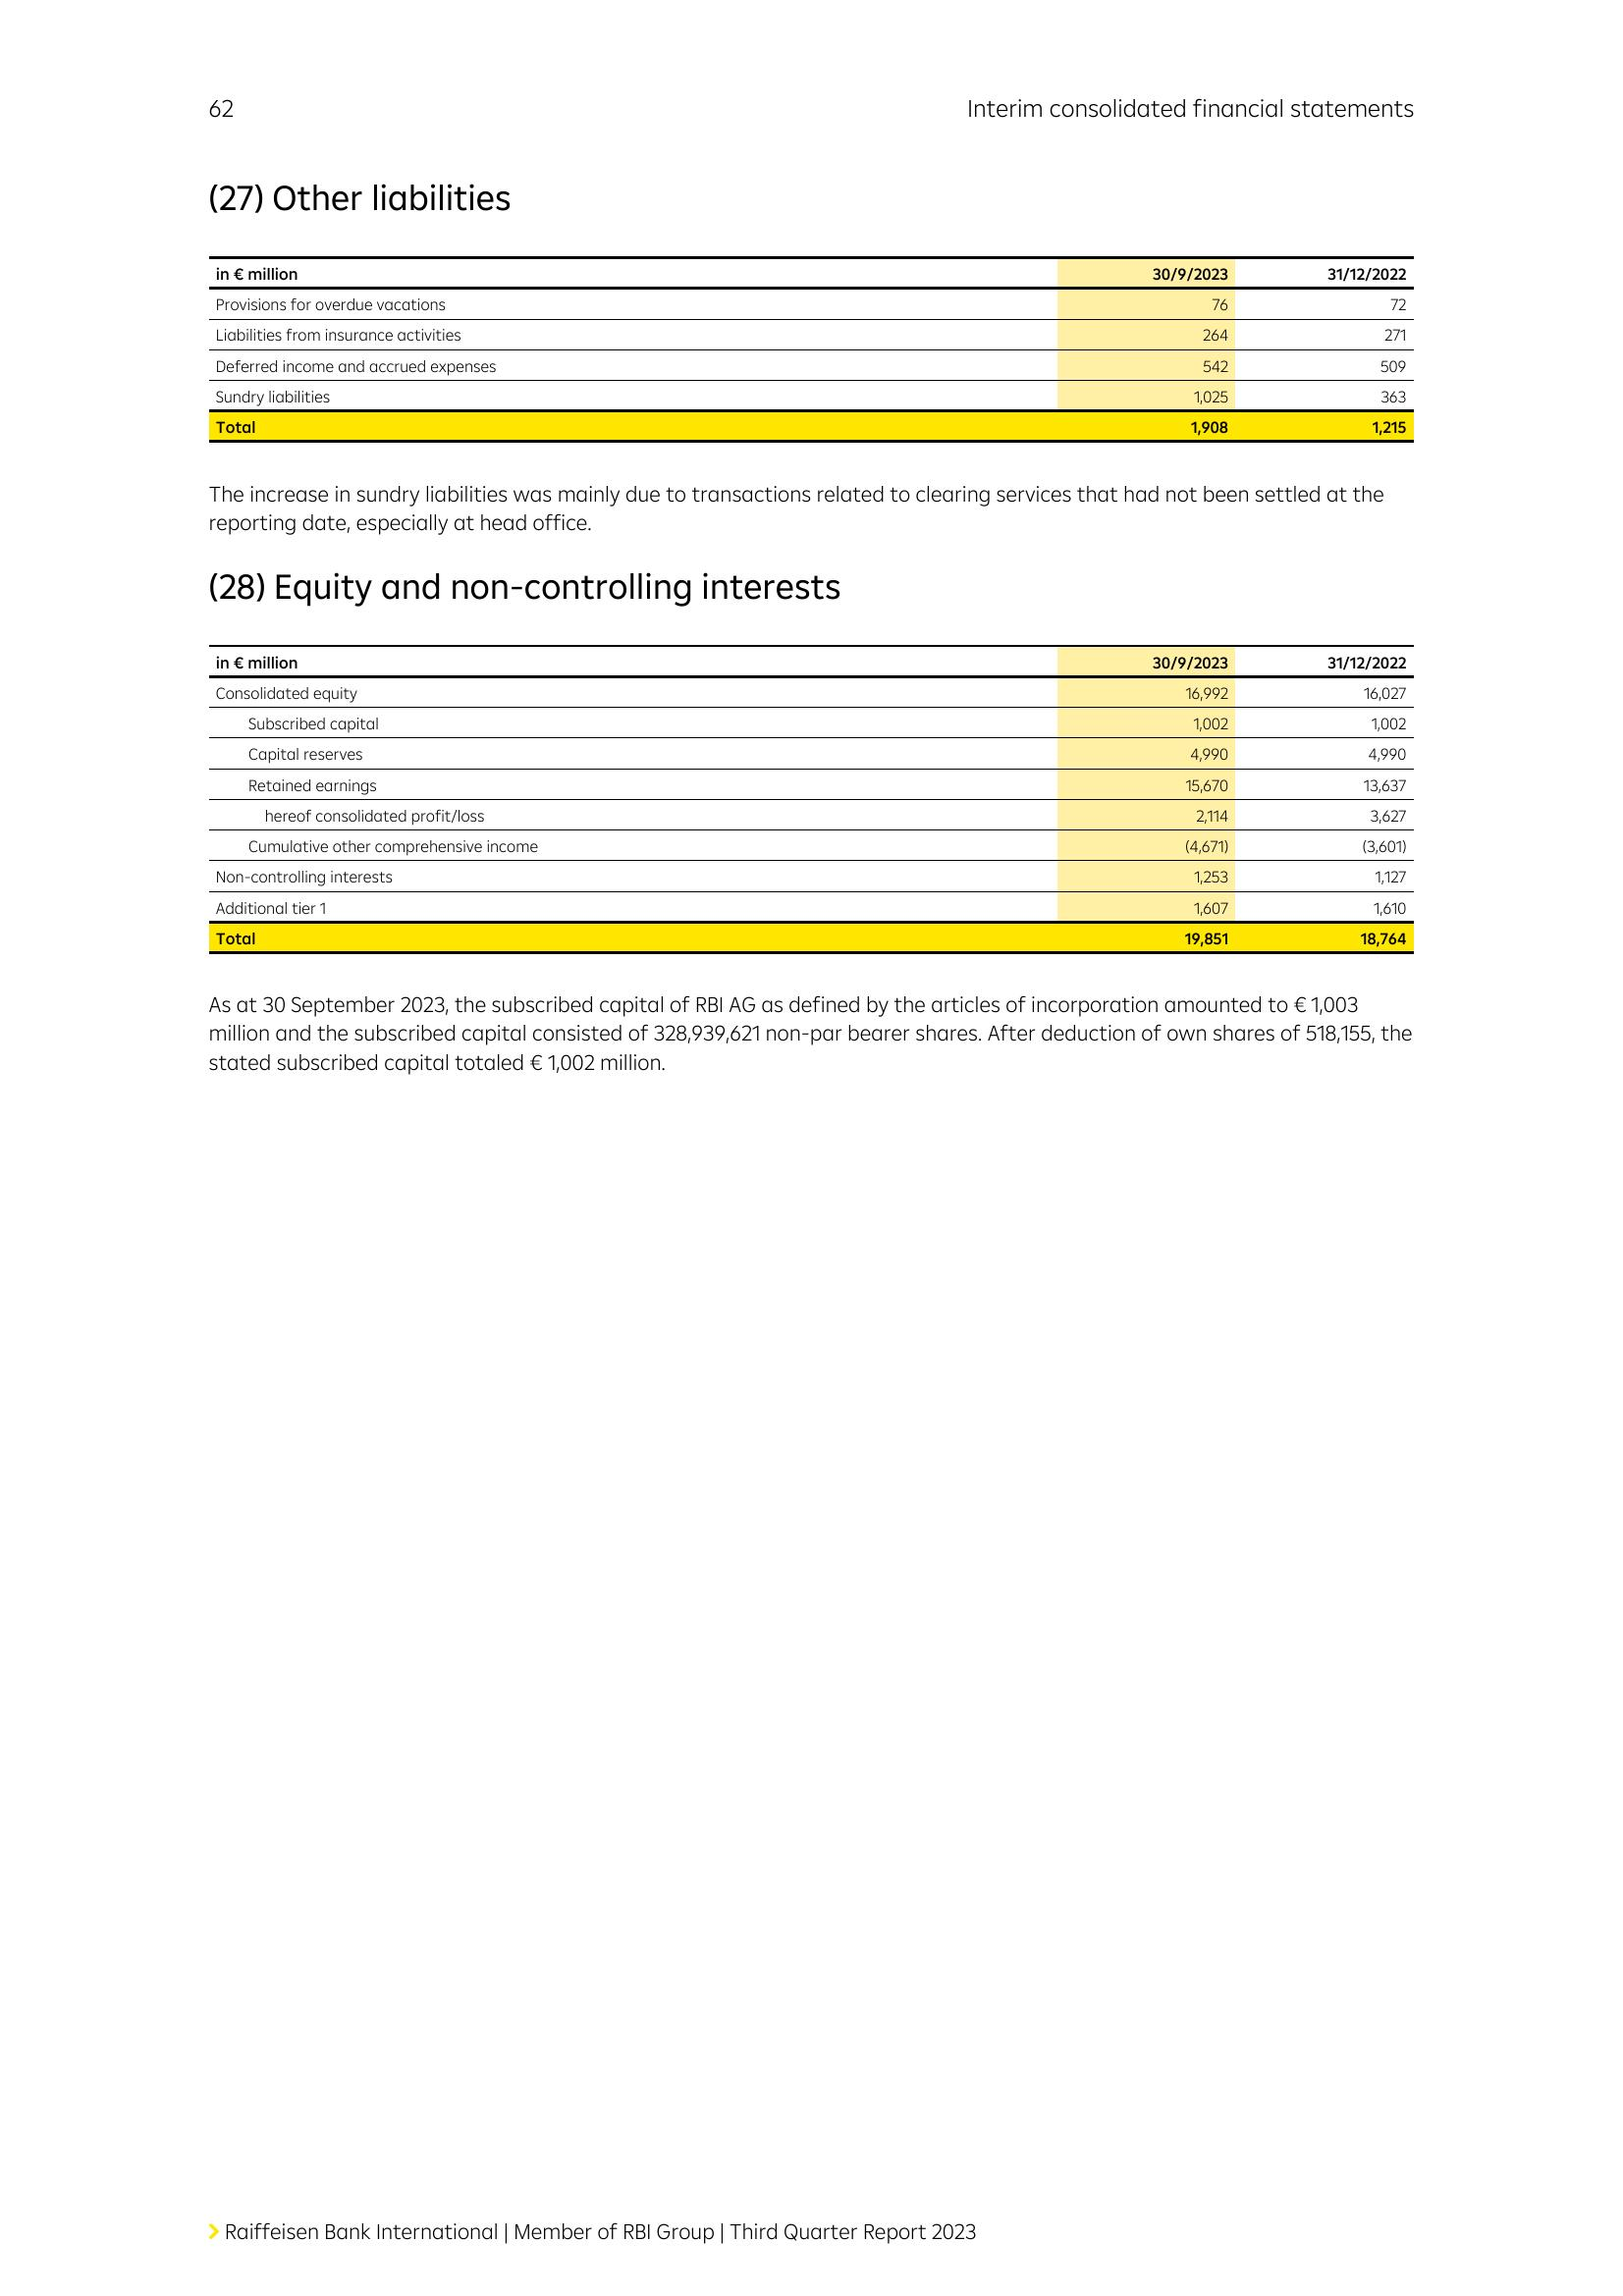 62 Interim consolidated financial statements
(27) Other liabilities
in € million 30/9/2023 31/12/2022
Provisions for overdue vacations 76 72
Liabilities from insurance activities 264 271
Deferred income and accrued expenses 542 509
Sundry liabilities 1,025 363
Total 1,908 1,215
The increase in sundry liabilities was mainly due to transactions related to clearing services that had not been settled at the
reporting date, especially at head office.
(28) Equity and non-controlling interests
in € million 30/9/2023 31/12/2022
Consolidated equity 16,992 16,027
Subscribed capital 1,002 1,002
Capital reserves 4,990 4,990
Retained earnings 15,670 13,637
hereof consolidated profit/loss 2,114 3,627
Cumulative other comprehensive income (4,671) (3,601)
Non-controlling interests 1,253 1,127
Additional tier 1 1,607 1,610
Total 19,851 18,764
As at 30 September 2023, the subscribed capital of RBI AG as defined by the articles of incorporation amounted to € 1,003
million and the subscribed capital consisted of 328,939,621 non-par bearer shares. After deduction of own shares of 518,155, the
stated subscribed capital totaled € 1,002 million.
Raiffeisen Bank International | Member of RBI Group | Third Quarter Report 2023